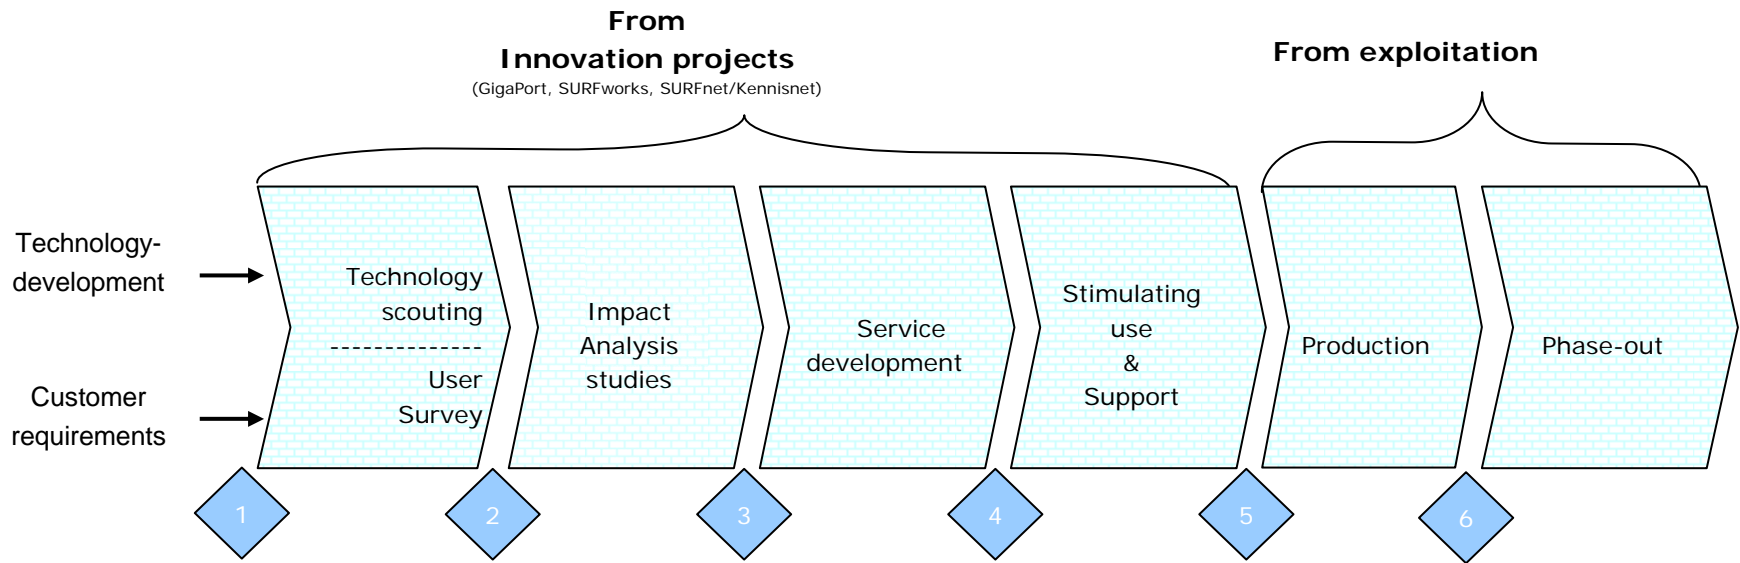 From
Innovation projects
(GigaPort, SURFworks, SURFnet/Kennisnet)
From exploitation
Technology-
development
Customer
requirements
Technology
scouting
--------------
User
Survey
Impact
Analysis
studies
Service
development
Stimulating
use
&
Support
Production
Phase-out
1
2
3
4
5
6